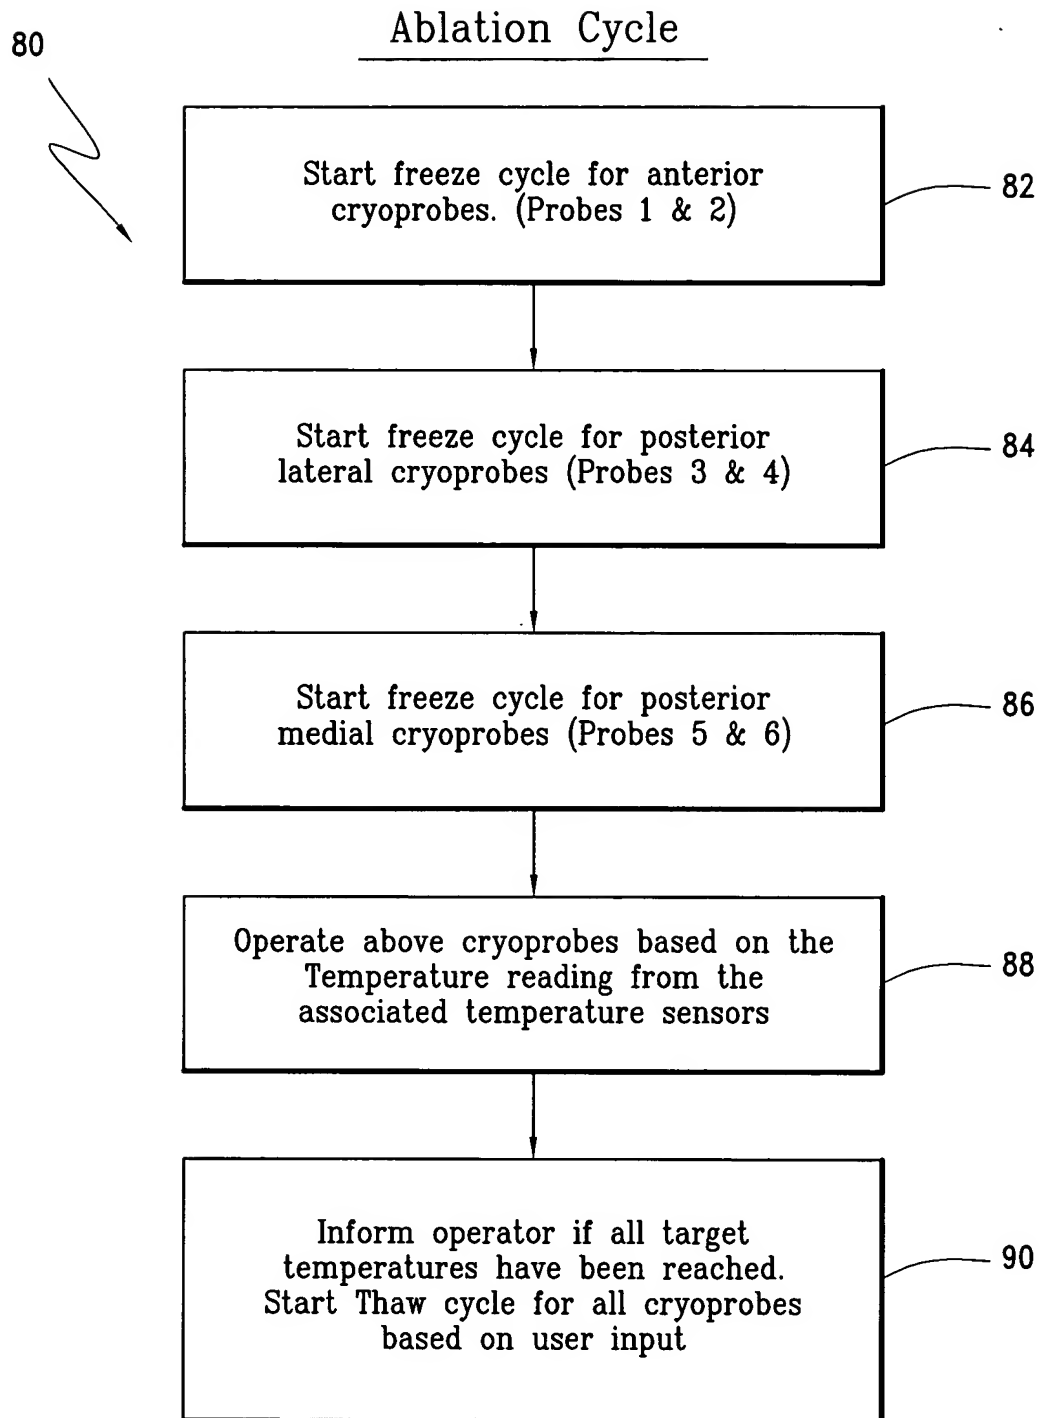 Ablation Cycle
80
Start freeze cycle for anterior
cryoprobes. (Probes 1 & 2)
82
Start freeze cycle for posterior
lateral cryoprobes (Probes 3 & 4)
84
Start freeze cycle for posterior
medial cryoprobes (Probes 5 & 6)
86
Operate above cryoprobes based on the
Temperature reading from the
associated temperature sensors
88
Inform operator if all target
temperatures have been reached.
Start Thaw cycle for all cryoprobes
based on user input
90